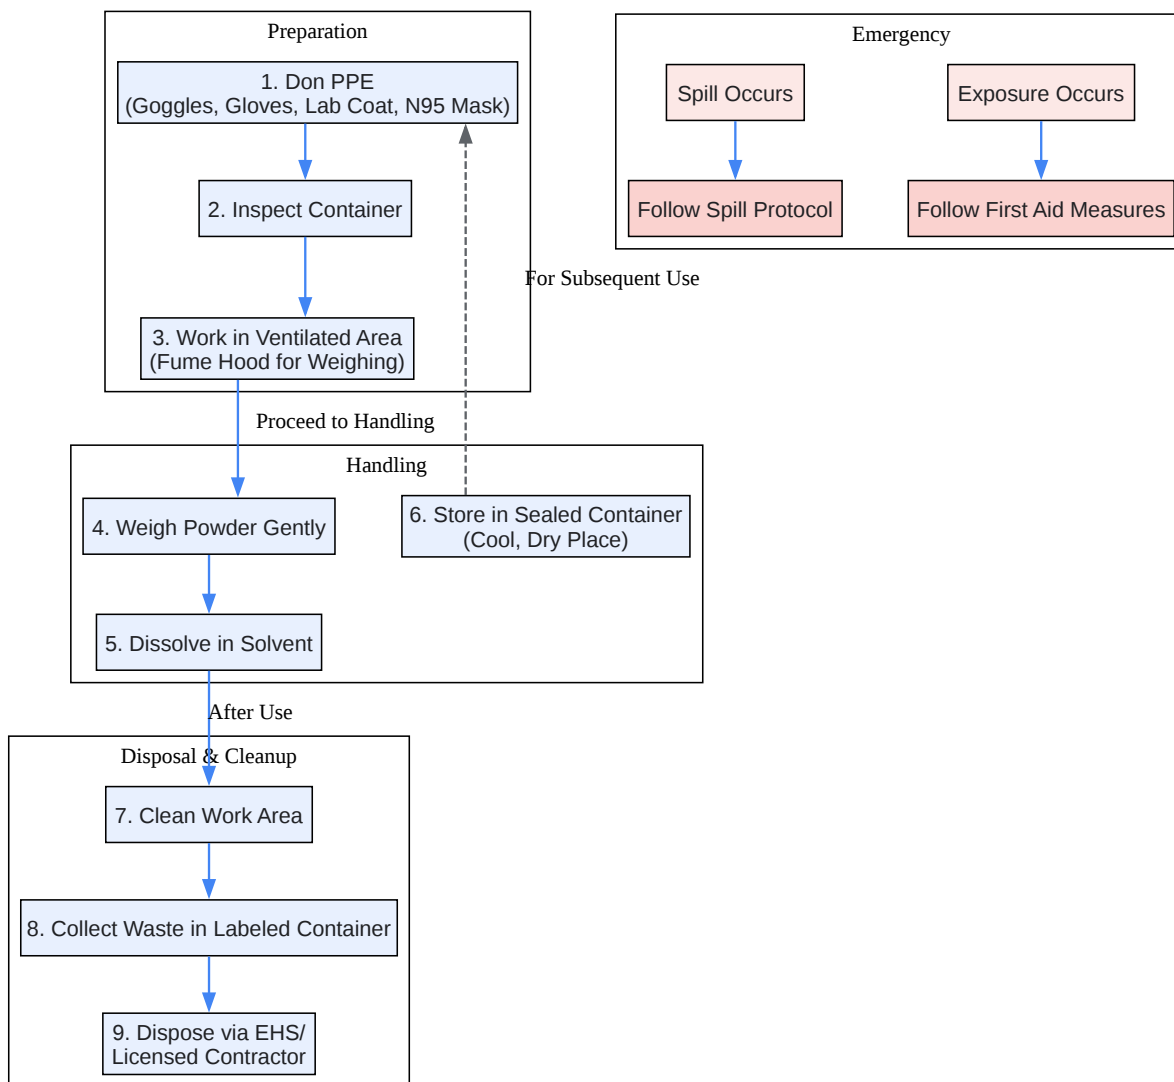 Preparation
1. Don PPE
(Goggles, Gloves, Lab Coat, N95 Mask)
2. Inspect Container
3. Work in Ventilated Area
(Fume Hood for Weighing)
Emergency
Spill Occurs
Exposure Occurs
Follow Spill Protocol
Follow First Aid Measures
For Subsequent Use
Proceed to Handling
Handling
4. Weigh Powder Gently
6. Store in Sealed Container
(Cool, Dry Place)
5. Dissolve in Solvent
After Use
Disposal & Cleanup
7. Clean Work Area
8. Collect Waste in Labeled Container
9. Dispose via EHS/
Licensed Contractor